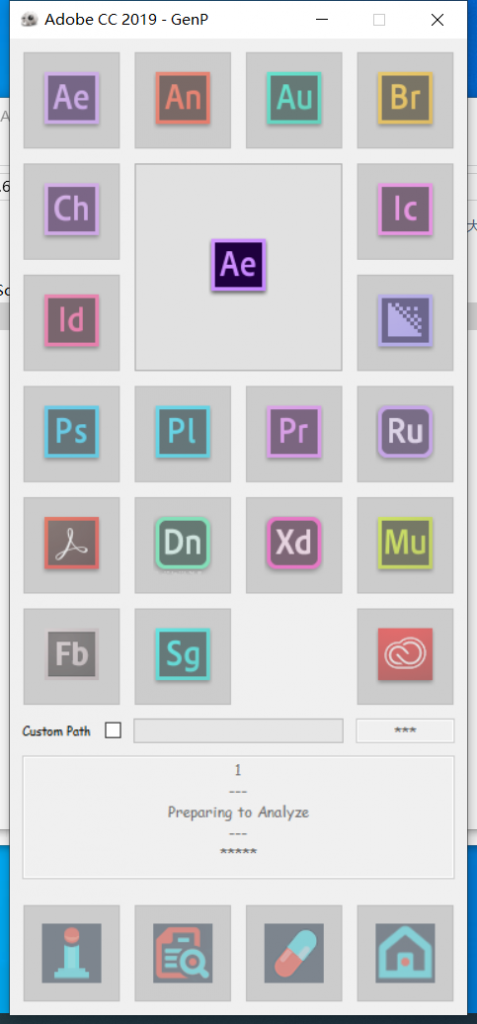 Adobe CC 2019 - GenP
Ae
An
Au
Br
Ch
Ae
Ic
Id
Ps
Pl
Pr
Ru
Dn
Xd
Mu
Fb
Sg
Custom Path
***
1
---
Preparing to Analyze
---
*****